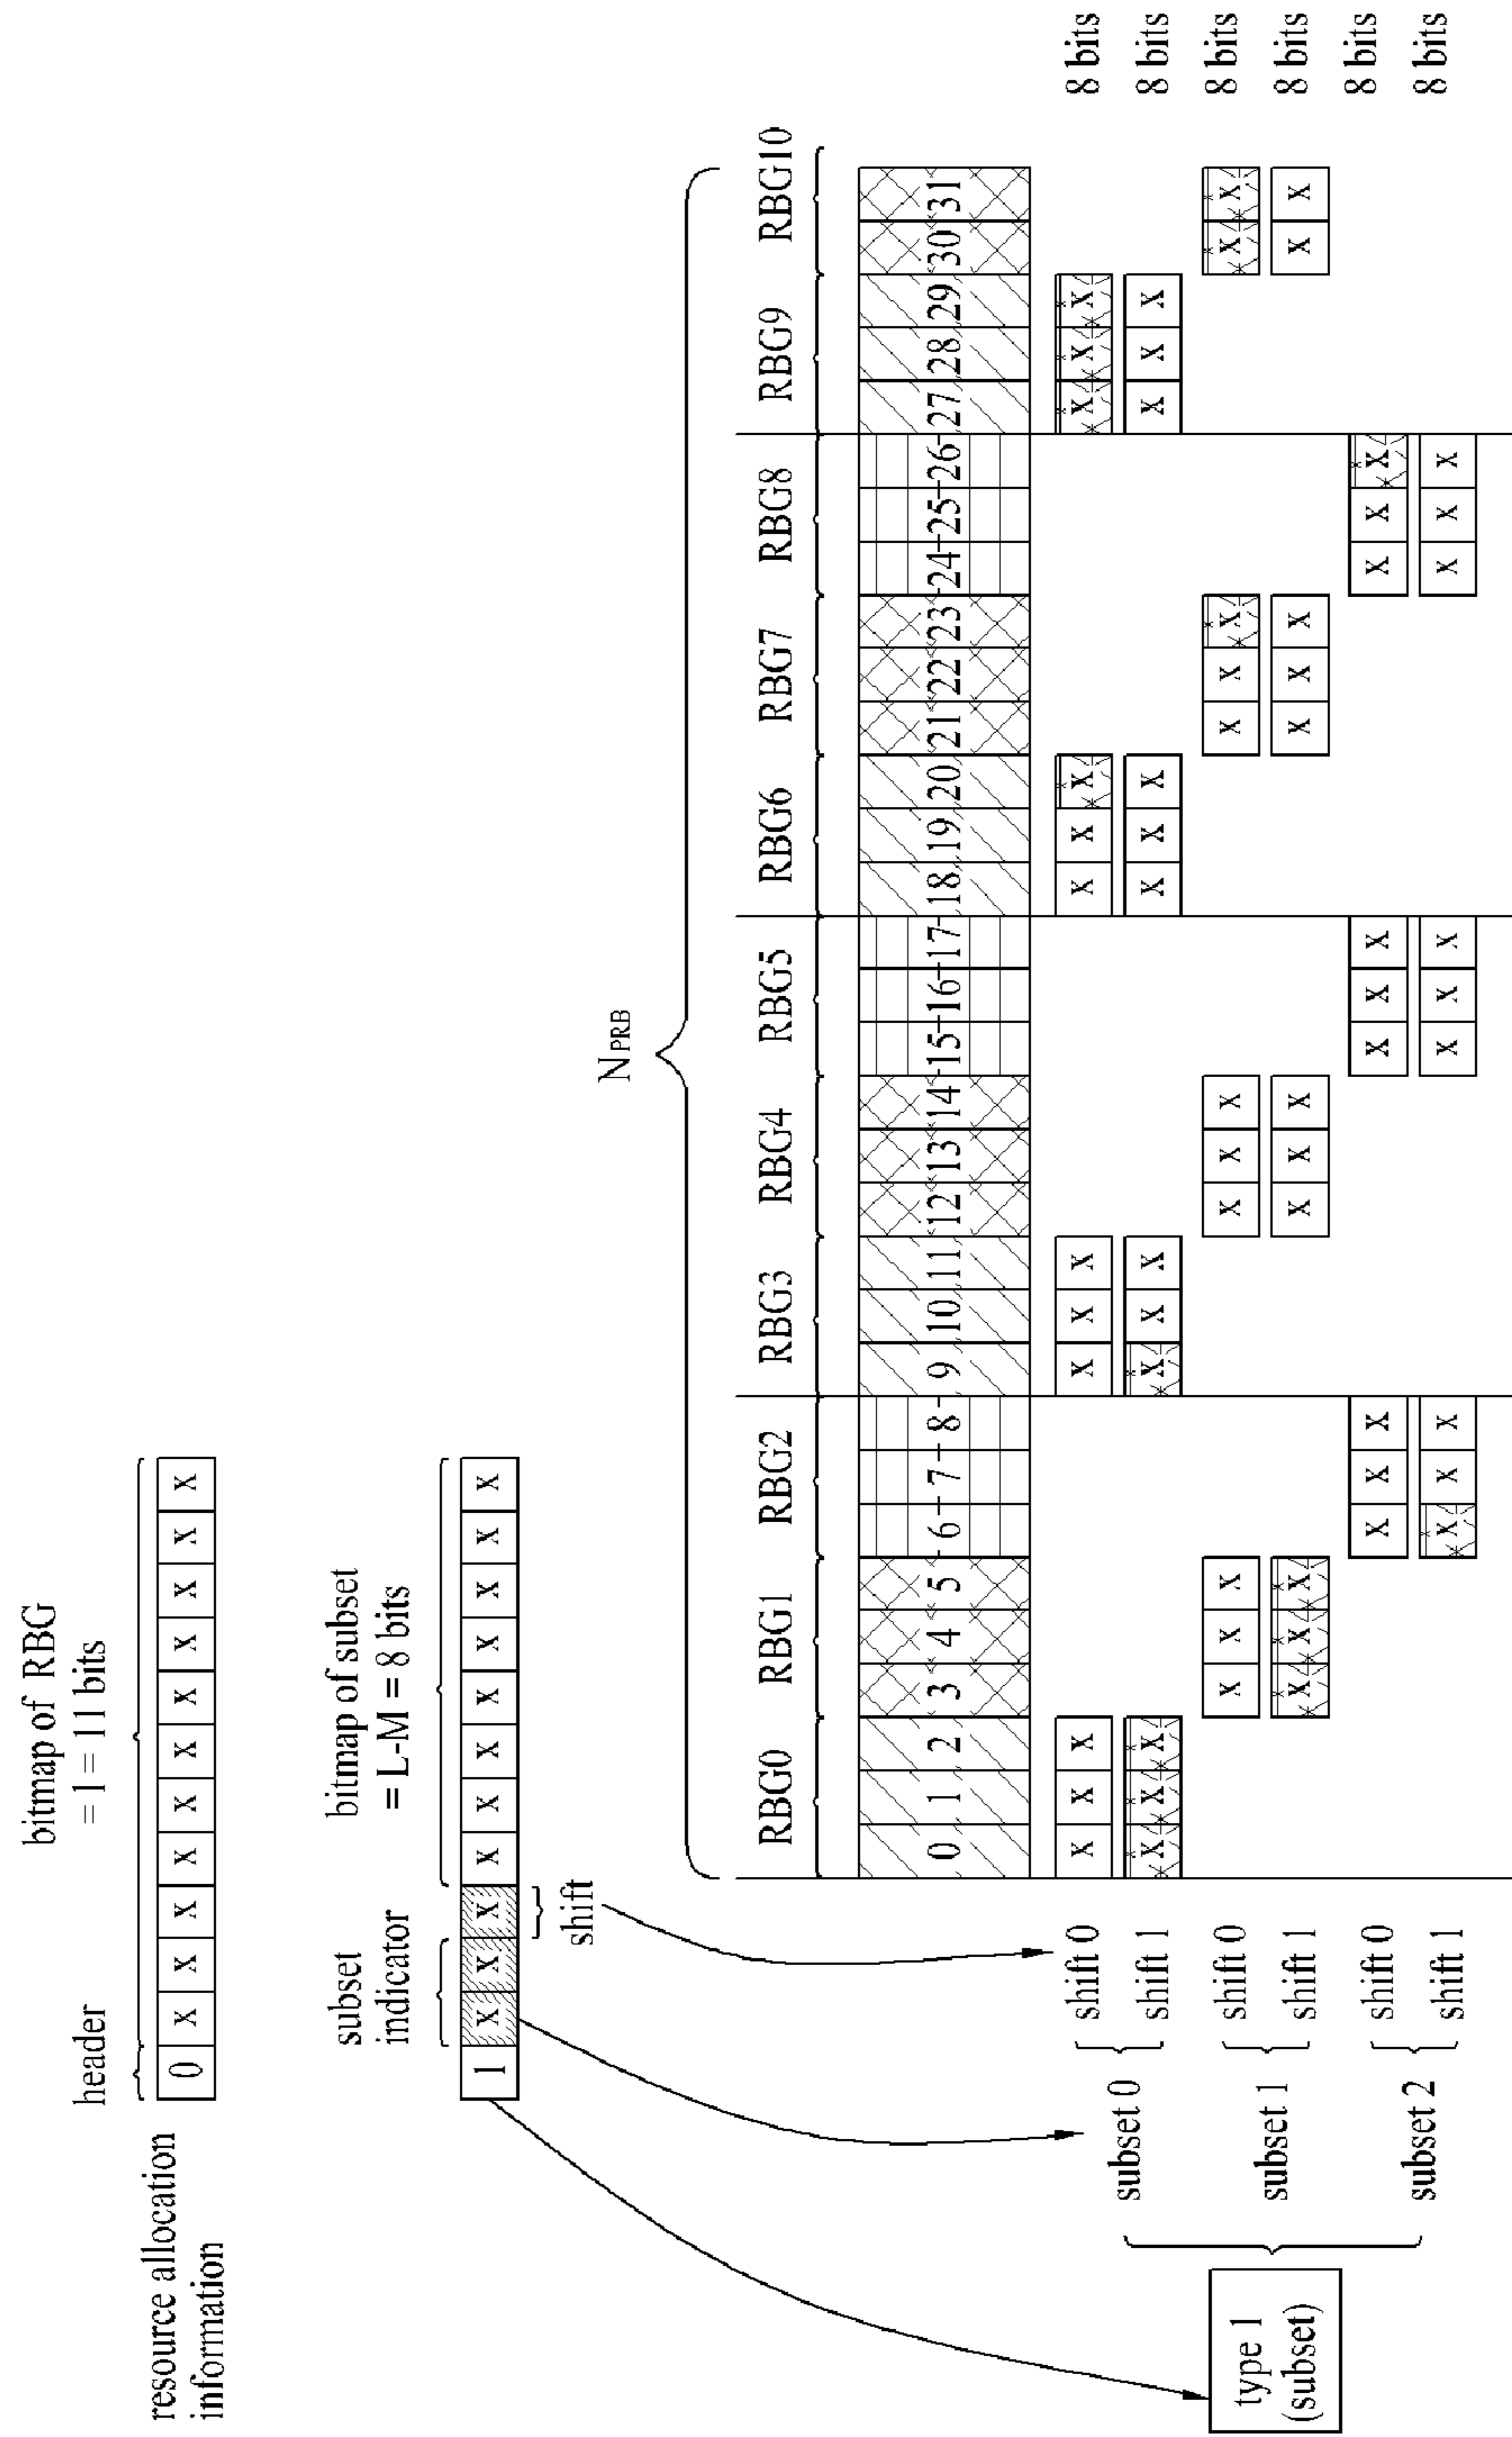 bitmap of RBG
= l = 11 bits
header
resource allocation
information
0 X X X X X X X X X X X
subset
indicator
bitmap of subset
= L-M = 8 bits
1 X X X X X X X X X X X
shift
NPRB
RBG0 RBG1 RBG2 RBG3 RBG4 RBG5 RBG6 RBG7 RBG8 RBG9 RBG10
0 1 2 3 4 5 6 7 8 9 10 11 12 13 14 15 16 17 18 19 20 21 22 23 24 25 26 27 28 29 30 31
type 1
(subset)
subset 0
shift 0 X X X X X X X X X X X X 8 bits
shift 1 X X X X X X X X X X X X 8 bits
subset 1
shift 0 X X X X X X X X X X X 8 bits
shift 1 X X X X X X X X X X X 8 bits
subset 2
shift 0 X X X X X X X X X 8 bits
shift 1 X X X X X X X X X 8 bits